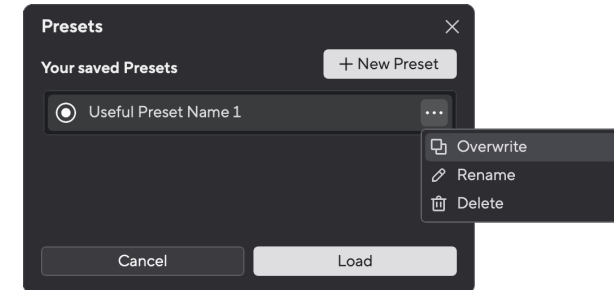 Presets
Your saved Presets
+ New Preset
Useful Preset Name 1
Overwrite
Rename
Delete
Cancel
Load